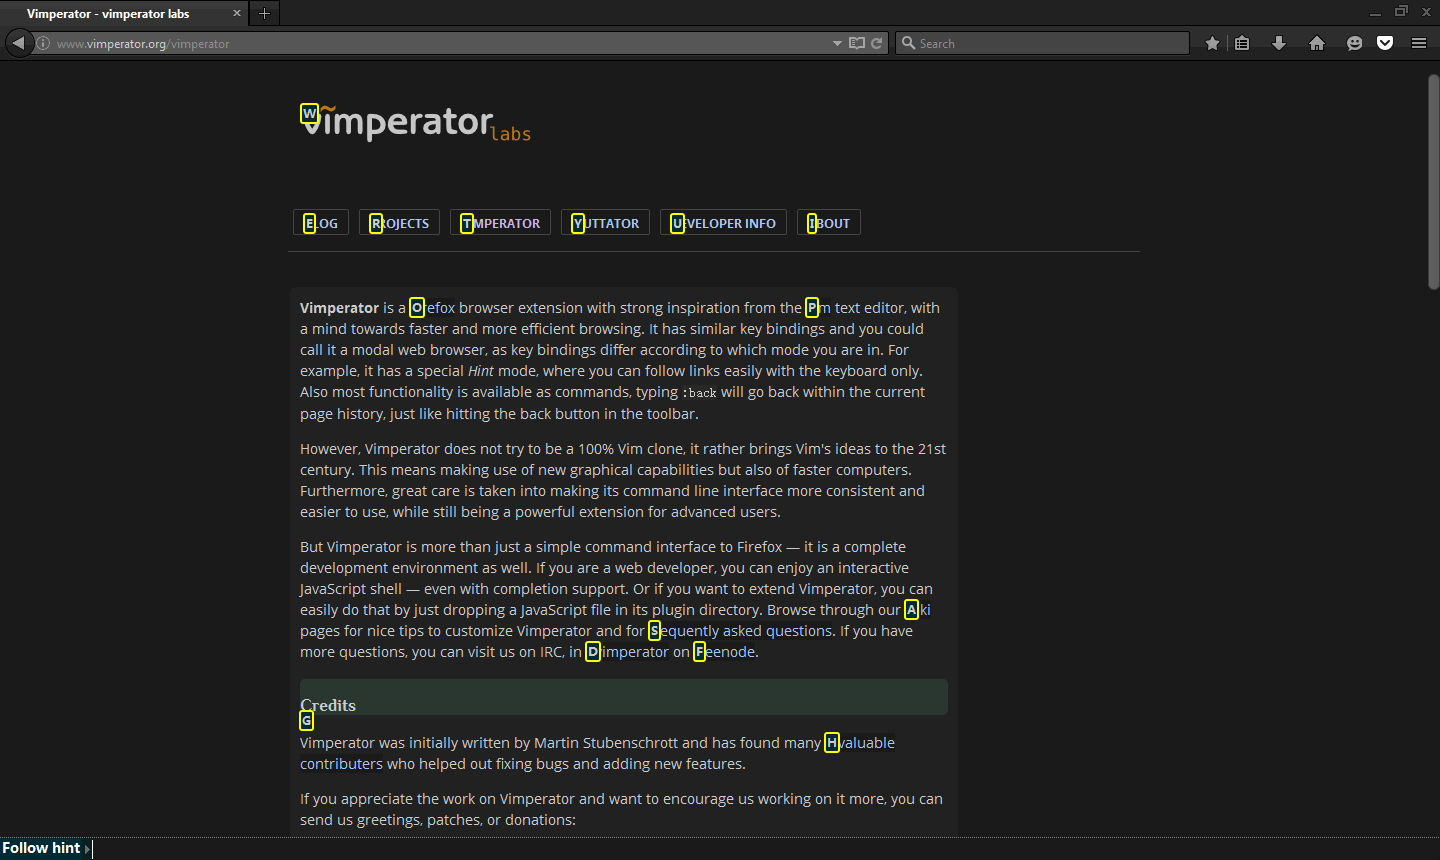 Vimperator - vimperator labs
www.vimperator.org/vimperator
Search
W
vimperator labs
ELOG RROJECTS TMPERATOR YUTTATOR UEVELOPER INFO IBOUT
Vimperator is a Orefox browser extension with strong inspiration from the Pm text editor, with
a mind towards faster and more efficient browsing. It has similar key bindings and you could
call it a modal web browser, as key bindings differ according to which mode you are in. For
example, it has a special Hint mode, where you can follow links easily with the keyboard only.
Also most functionality is available as commands, typing :back will go back within the current
page history, just like hitting the back button in the toolbar.
However, Vimperator does not try to be a 100% Vim clone, it rather brings Vim's ideas to the 21st
century. This means making use of new graphical capabilities but also of faster computers.
Furthermore, great care is taken into making its command line interface more consistent and
easier to use, while still being a powerful extension for advanced users.
But Vimperator is more than just a simple command interface to Firefox — it is a complete
development environment as well. If you are a web developer, you can enjoy an interactive
JavaScript shell — even with completion support. Or if you want to extend Vimperator, you can
easily do that by just dropping a JavaScript file in its plugin directory. Browse through our Aki
pages for nice tips to customize Vimperator and for Sequently asked questions. If you have
more questions, you can visit us on IRC, in Dimperator on Feenode.
Credits
G
Vimperator was initially written by Martin Stubenschrott and has found many Hvaluable
contributers who helped out fixing bugs and adding new features.
If you appreciate the work on Vimperator and want to encourage us working on it more, you can
send us greetings, patches, or donations:
Follow hint